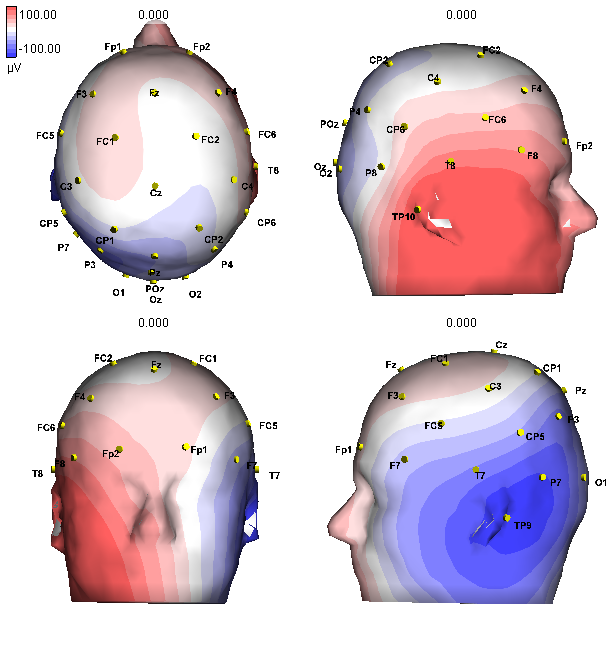 100.00
-100.00
µV
0.000
Fp1
Fp2
F3
Fz
F4
FC5
FC1
FC2
FC6
T8
C3
Cz
C4
CP5
CP1
CP2
CP6
P7
P3
Pz
P4
O1
POz
Oz
O2
0.000
CP2
FC2
C4
F4
P4
POz
CP6
FC6
Fp2
Oz
O2
P8
T8
F8
TP10
0.000
FC2
Fz
FC1
F4
F3
FC6
FC5
F8
Fp2
Fp1
F7
T8
T7
0.000
Cz
Fz
FC1
CP1
F3
C3
Pz
FC5
P3
CP5
Fp1
F7
T7
P7
O1
TP9